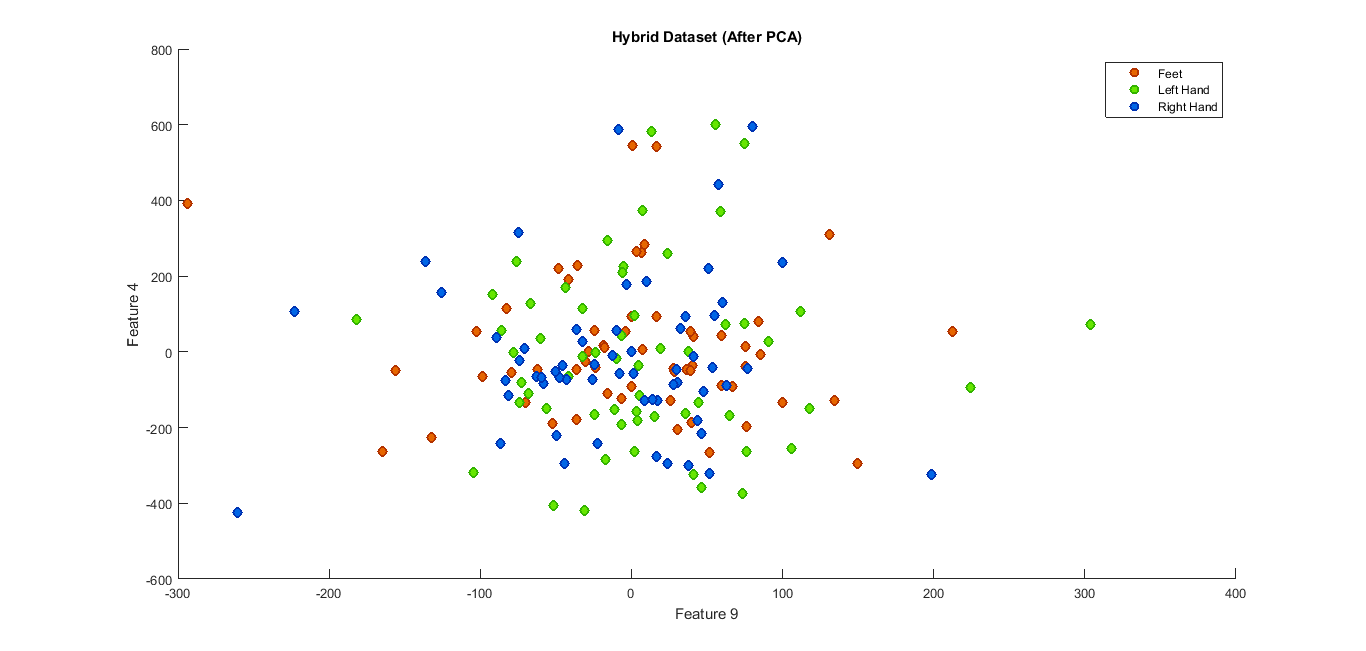 Hybrid Dataset (After PCA)
800
600
400
200
0
-200
-400
-600
Feature 4
Feet
Left Hand
Right Hand
-300 -200 -100 0 100 200 300 400
Feature 9